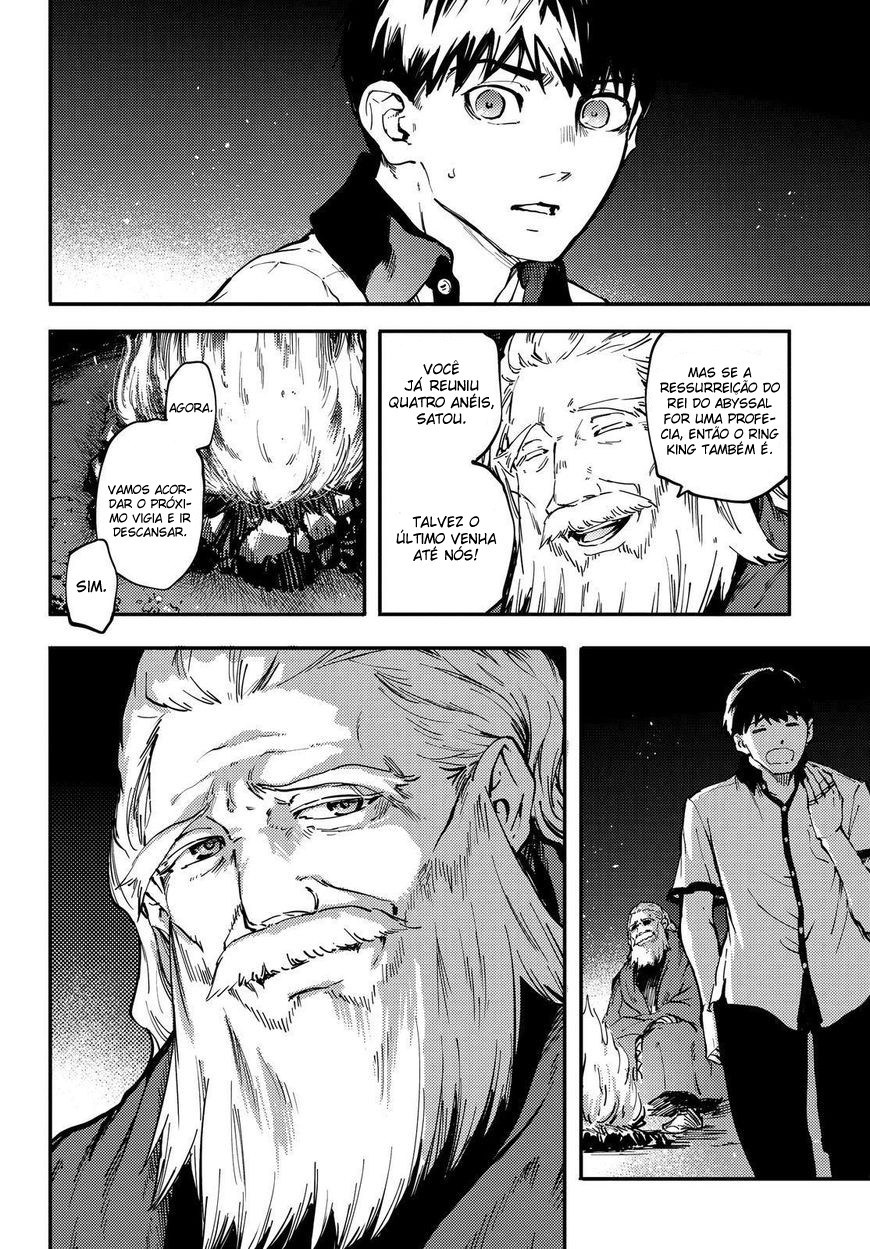 MAS SE A
RESSURREIÇÃO DO
REI DO ABYSSAL
FOR UMA PROFE-
CIA, ENTÃO O RING
KING TAMBÉM É.
VOCÊ
JÁ REUNIU
QUATRO ANÉIS,
SATOU.
TALVEZ O
ÚLTIMO VENHA
ATÉ NÓS!
AGORA.
VAMOS ACOR-
DAR O PRÓXI-
MO VIGIA E IR
DESCANSAR.
SIM.